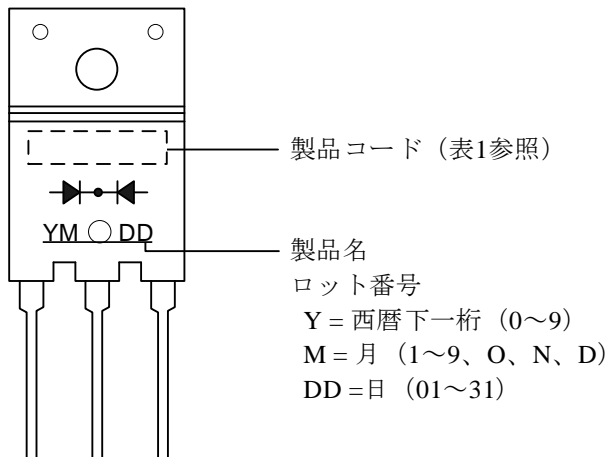 製品コード（表1参照）
YM DD
製品名
ロット番号
Y = 西暦下一桁（0～9）
M = 月（1～9、O、N、D）
DD =日（01～31）